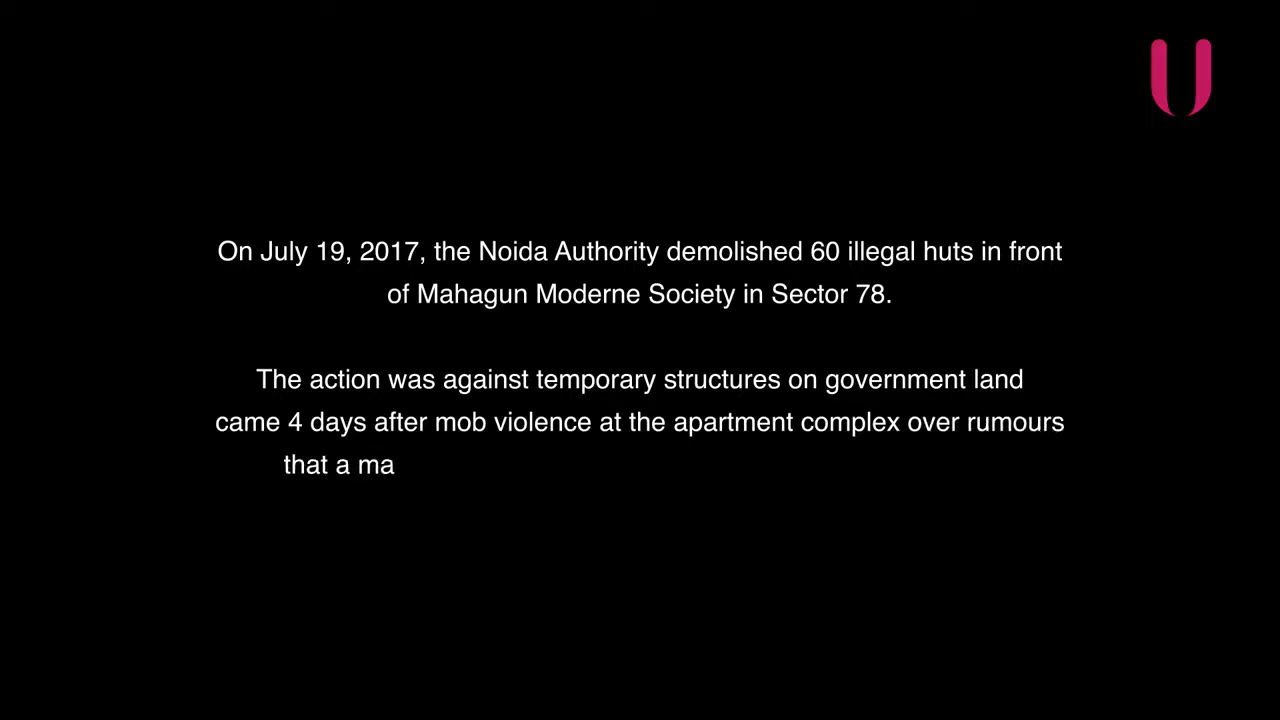 U
On July 19, 2017, the Noida Authority demolished 60 illegal huts in front
of Mahagun Moderne Society in Sector 78.
The action was against temporary structures on government land
came 4 days after mob violence at the apartment complex over rumours
that a ma